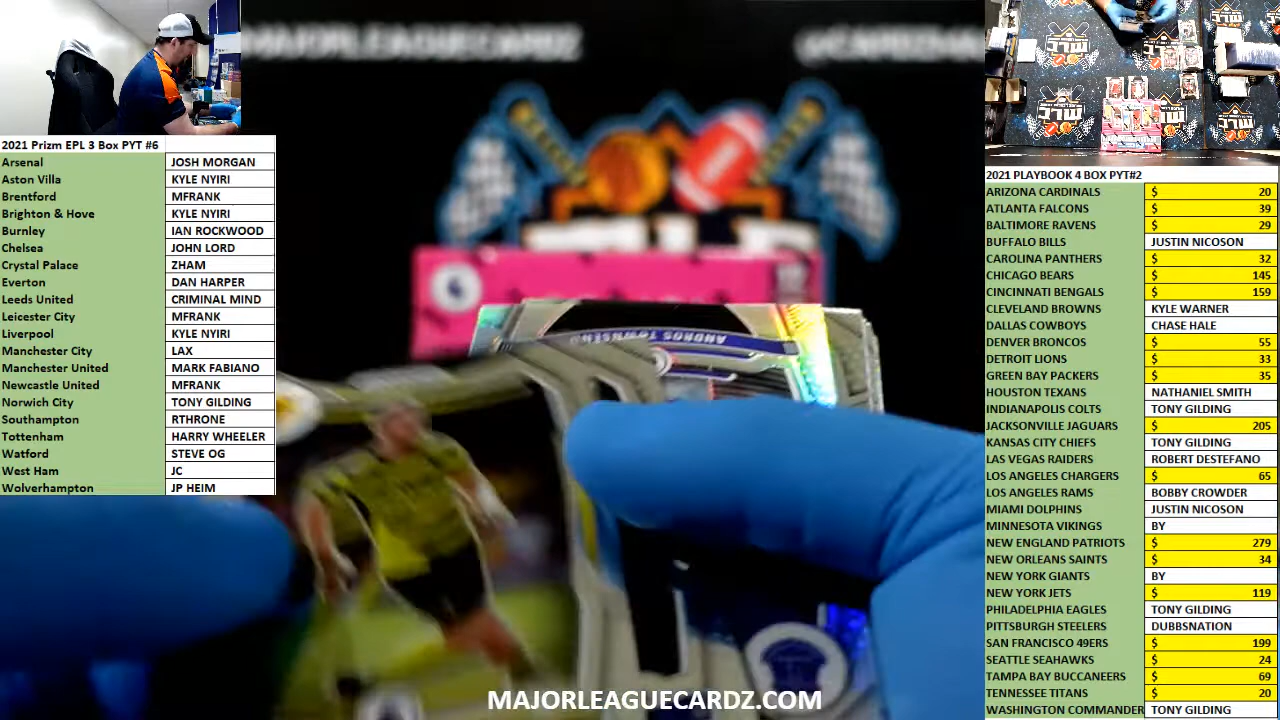 2021 Prizm EPL 3 Box PYT #6
Arsenal JOSH MORGAN
Aston Villa KYLE NYIRI
Brentford MFRANK
Brighton & Hove KYLE NYIRI
Burnley IAN ROCKWOOD
Chelsea JOHN LORD
Crystal Palace ZHAM
Everton DAN HARPER
Leeds United CRIMINAL MIND
Leicester City MFRANK
Liverpool KYLE NYIRI
Manchester City LAX
Manchester United MARK FABIANO
Newcastle United MFRANK
Norwich City TONY GILDING
Southampton RTHRONE
Tottenham HARRY WHEELER
Watford STEVE OG
West Ham JC
Wolverhampton JP HEIM
MAJORLEAGUECARDZ
ANDROS TOWNSEND
MAJORLEAGUECARDZ.COM
2021 PLAYBOOK 4 BOX PYT#2
ARIZONA CARDINALS $ 20
ATLANTA FALCONS $ 39
BALTIMORE RAVENS $ 29
BUFFALO BILLS JUSTIN NICOSON
CAROLINA PANTHERS $ 32
CHICAGO BEARS $ 145
CINCINNATI BENGALS $ 159
CLEVELAND BROWNS KYLE WARNER
DALLAS COWBOYS CHASE HALE
DENVER BRONCOS $ 55
DETROIT LIONS $ 33
GREEN BAY PACKERS $ 35
HOUSTON TEXANS NATHANIEL SMITH
INDIANAPOLIS COLTS TONY GILDING
JACKSONVILLE JAGUARS $ 205
KANSAS CITY CHIEFS TONY GILDING
LAS VEGAS RAIDERS ROBERT DESTEFANO
LOS ANGELES CHARGERS $ 65
LOS ANGELES RAMS BOBBY CROWDER
MIAMI DOLPHINS JUSTIN NICOSON
MINNESOTA VIKINGS BY
NEW ENGLAND PATRIOTS $ 279
NEW ORLEANS SAINTS $ 34
NEW YORK GIANTS BY
NEW YORK JETS $ 119
PHILADELPHIA EAGLES TONY GILDING
PITTSBURGH STEELERS DUBBSNATION
SAN FRANCISCO 49ERS $ 199
SEATTLE SEAHAWKS $ 24
TAMPA BAY BUCCANEERS $ 69
TENNESSEE TITANS $ 20
WASHINGTON COMMANDER TONY GILDING